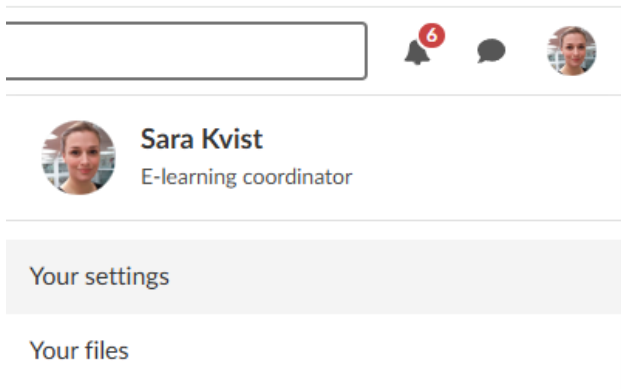 6
Sara Kvist
E-learning coordinator
Your settings
Your files